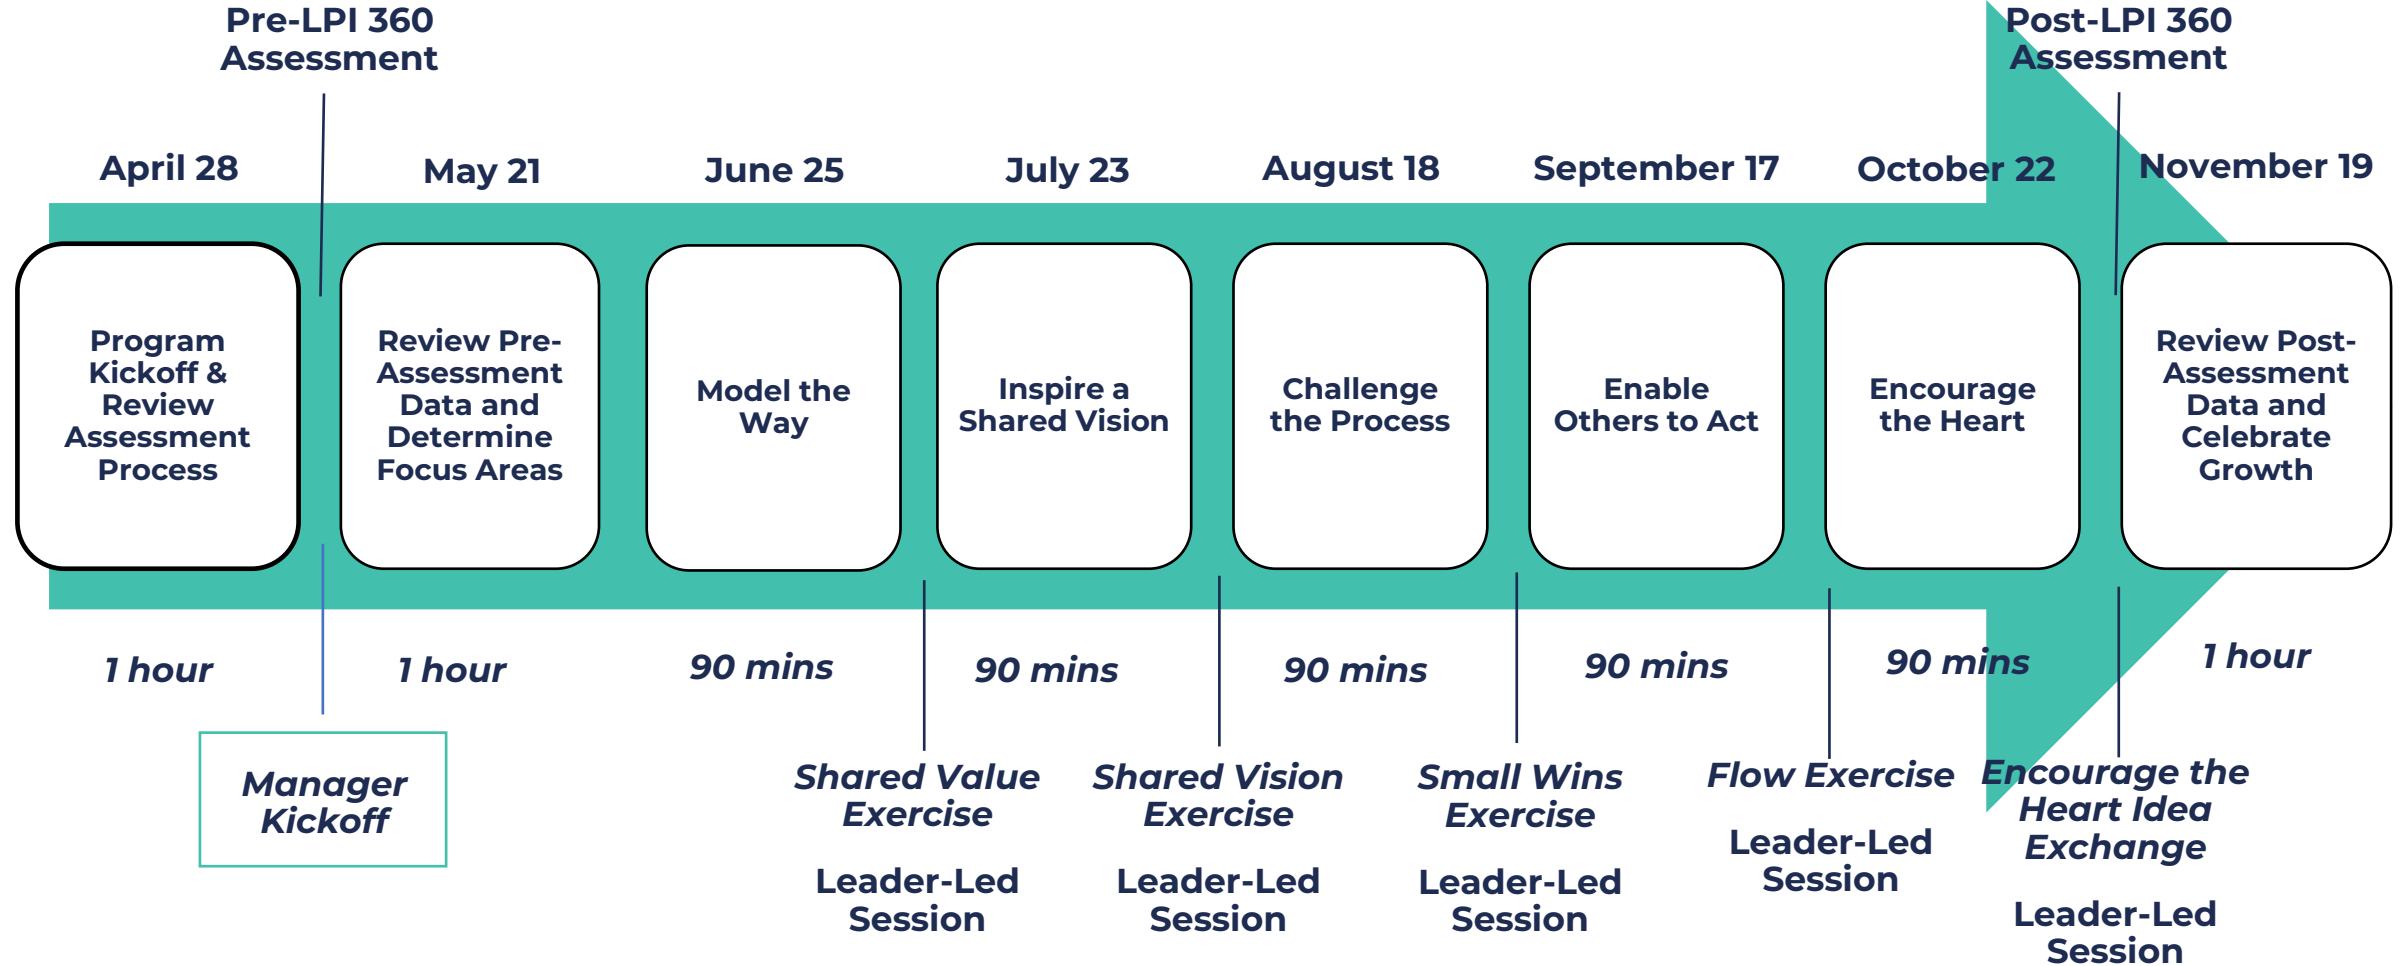 Pre-LPI 360
Assessment
Post-LPI 360
Assessment
April 28
May 21
June 25
July 23
August 18
September 17
October 22
November 19
Program
Kickoff &
Review
Assessment
Process
Review Pre-
Assessment
Data and
Determine
Focus Areas
Model the
Way
Inspire a
Shared Vision
Challenge
the Process
Enable
Others to Act
Encourage
the Heart
Review Post-
Assessment
Data and
Celebrate
Growth
1 hour
1 hour
90 mins
90 mins
90 mins
90 mins
90 mins
1 hour
Manager
Kickoff
Shared Value
Exercise
Leader-Led
Session
Shared Vision
Exercise
Leader-Led
Session
Small Wins
Exercise
Leader-Led
Session
Flow Exercise
Leader-Led
Session
Encourage the
Heart Idea
Exchange
Leader-Led
Session